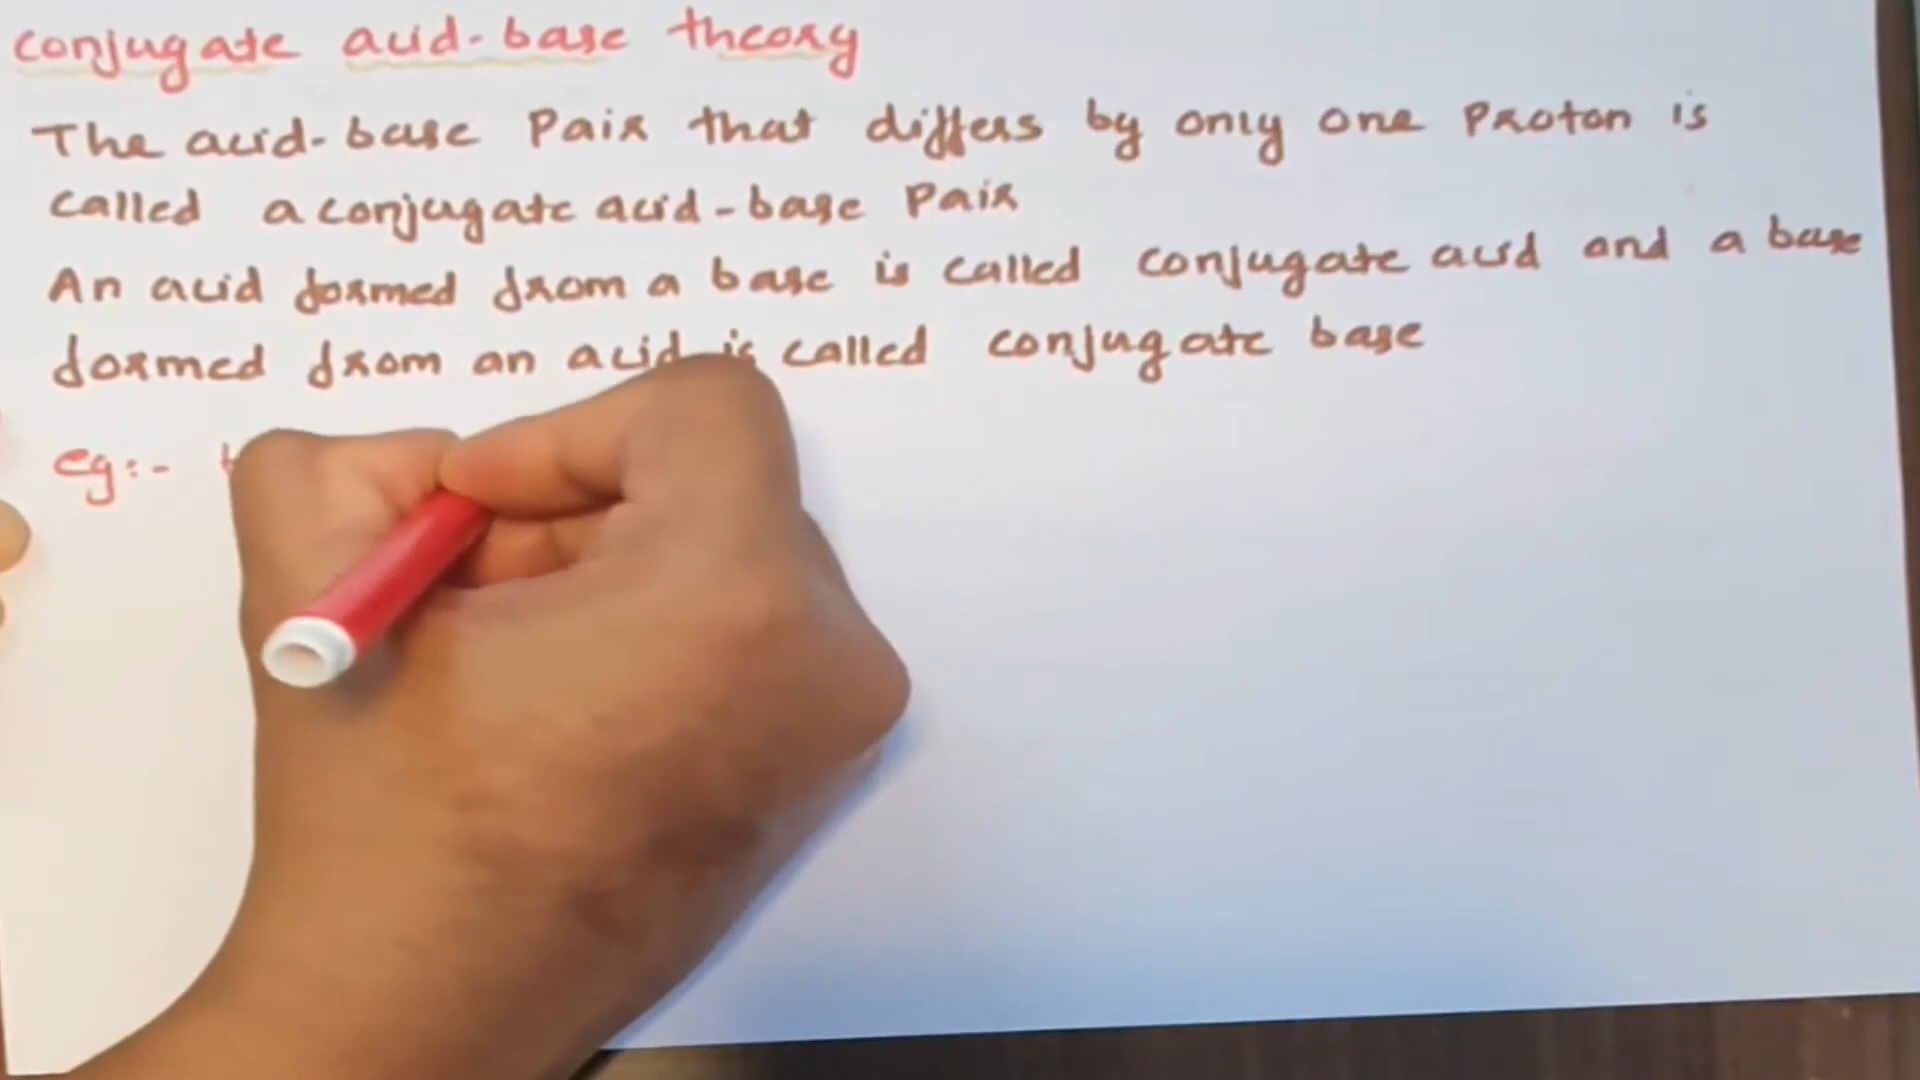 conjugate acid-base theory
The acid-base Pair that differs by only one Proton is
called a conjugate acid-base Pair
An acid formed from a base is called conjugate acid and a base
formed from an acid is called conjugate base
eg:-